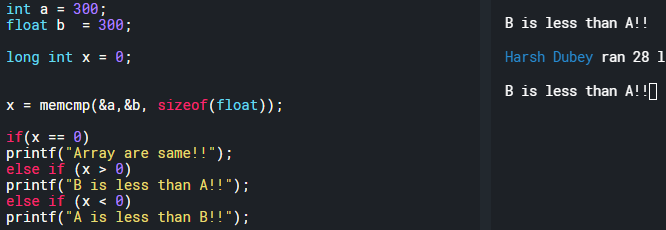 int a = 300;
float b  = 300;
long int x = 0;
x = memcmp(&a,&b, sizeof(float));
if(x == 0)
printf("Array are same!!");
else if (x > 0)
printf("B is less than A!!");
else if (x < 0)
printf("A is less than B!!");
B is less than A!!
Harsh Dubey ran 28 l
B is less than A!!